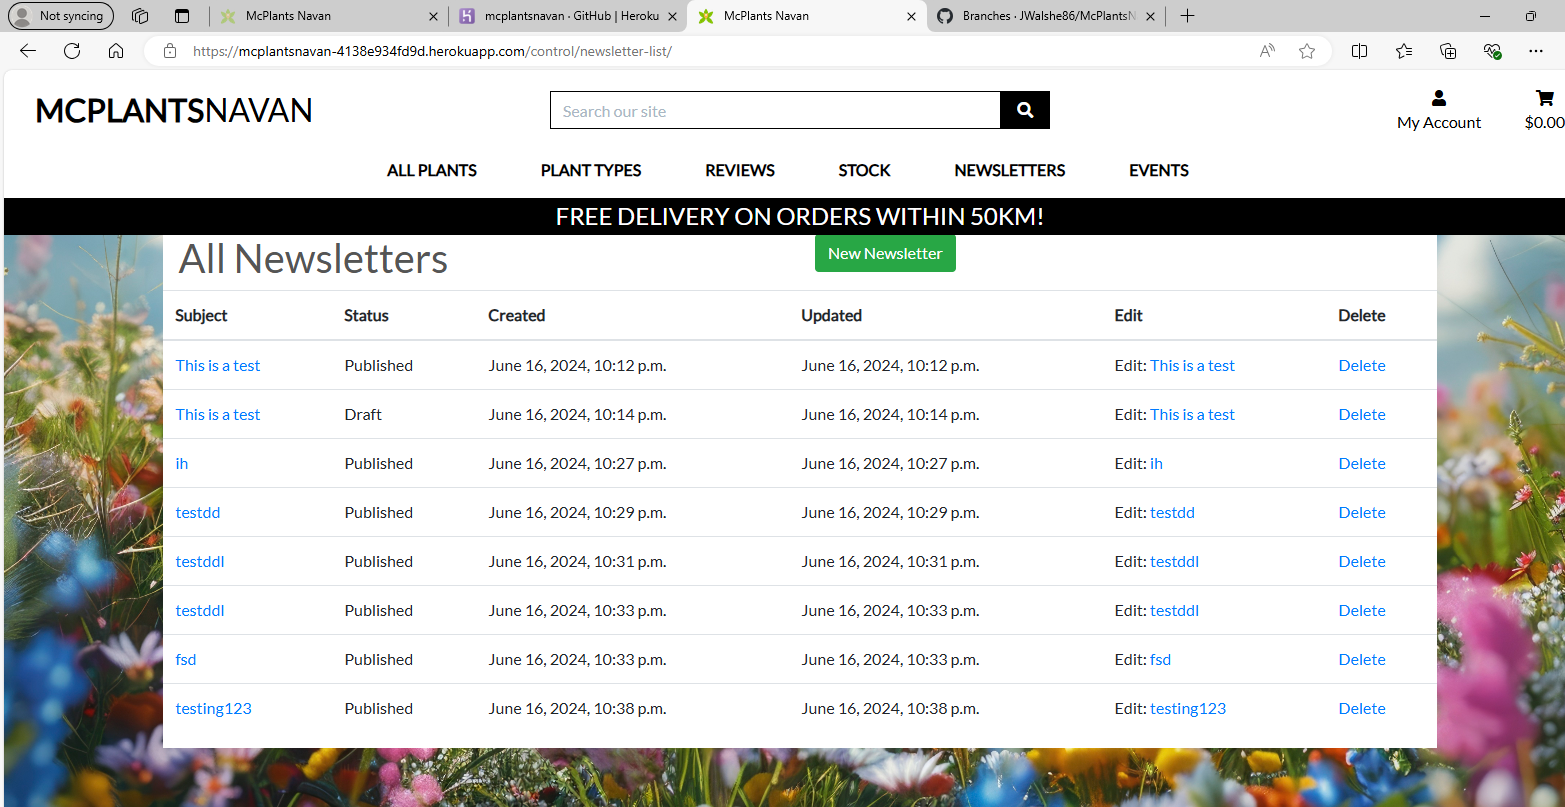 Not syncing
McPlants Navan
mcplantsnavan · GitHub | Heroku
McPlants Navan
Branches · JWalshe86/McPlantsN
https://mcplantsnavan-4138e934fd9d.herokuapp.com/control/newsletter-list/
MCPLANTSNAVAN
Search our site
My Account
$0.00
ALL PLANTS PLANT TYPES REVIEWS STOCK NEWSLETTERS EVENTS
FREE DELIVERY ON ORDERS WITHIN 50KM!
All Newsletters
New Newsletter
Subject Status Created Updated Edit Delete
This is a test Published June 16, 2024, 10:12 p.m. June 16, 2024, 10:12 p.m. Edit: This is a test Delete
This is a test Draft June 16, 2024, 10:14 p.m. June 16, 2024, 10:14 p.m. Edit: This is a test Delete
ih Published June 16, 2024, 10:27 p.m. June 16, 2024, 10:27 p.m. Edit: ih Delete
testdd Published June 16, 2024, 10:29 p.m. June 16, 2024, 10:29 p.m. Edit: testdd Delete
testddl Published June 16, 2024, 10:31 p.m. June 16, 2024, 10:31 p.m. Edit: testddl Delete
testddl Published June 16, 2024, 10:33 p.m. June 16, 2024, 10:33 p.m. Edit: testddl Delete
fsd Published June 16, 2024, 10:33 p.m. June 16, 2024, 10:33 p.m. Edit: fsd Delete
testing123 Published June 16, 2024, 10:38 p.m. June 16, 2024, 10:38 p.m. Edit: testing123 Delete